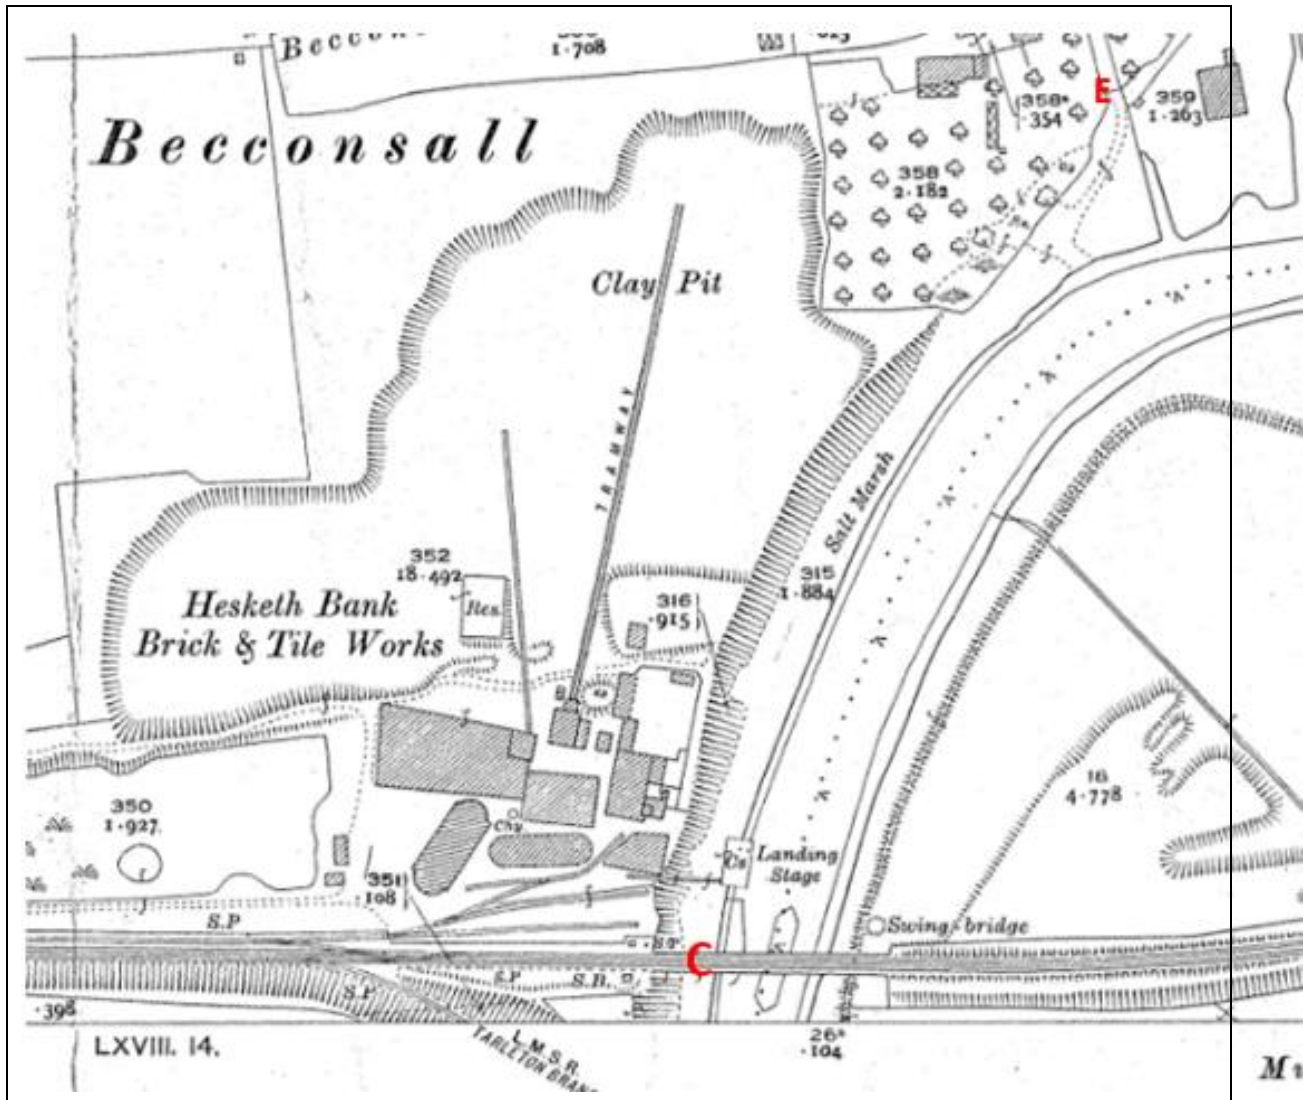 1·708
E
358ª
·354
359
1·263
Becconsall
358
2·182
Clay Pit
TRAMWAY
Salt Marsh
352
18·492
Res.
315
1·884
316
·915
Hesketh Bank
Brick & Tile Works
16
4·778
350
1·927
Chy.
Landing
Stage
351
·108
S.P
Swing-bridge
C
S.P
S.B.
S.P
·398
LXVIII. 14.
L.M.S.R.
26ª
·104